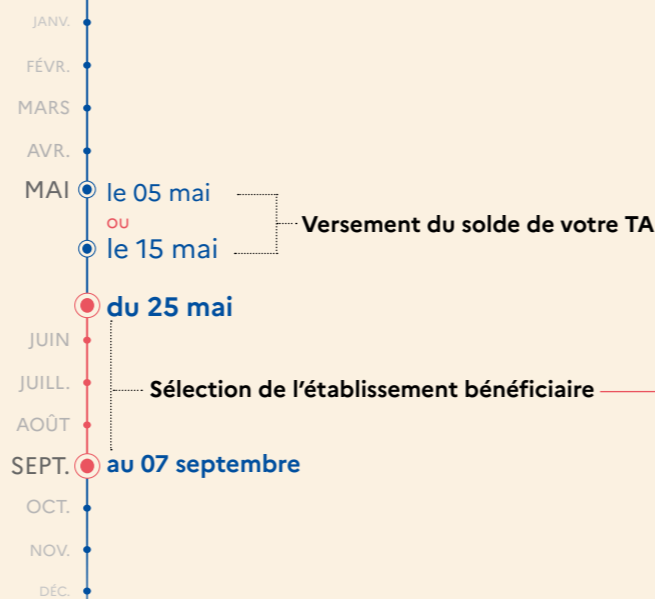 JANV.
FÉVR.
MARS
AVR.
MAI
le 05 mai
ou
le 15 mai
Versement du solde de votre TA
du 25 mai
JUIN
JUILL.
Sélection de l'établissement bénéficiaire
AOÛT
SEPT.
au 07 septembre
OCT.
NOV.
DÉC.